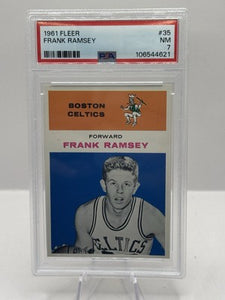 1961 FLEER #35
FRANK RAMSEY NM
PSA 7
106544621
BOSTON
CELTICS
FORWARD
FRANK RAMSEY
CELTICS